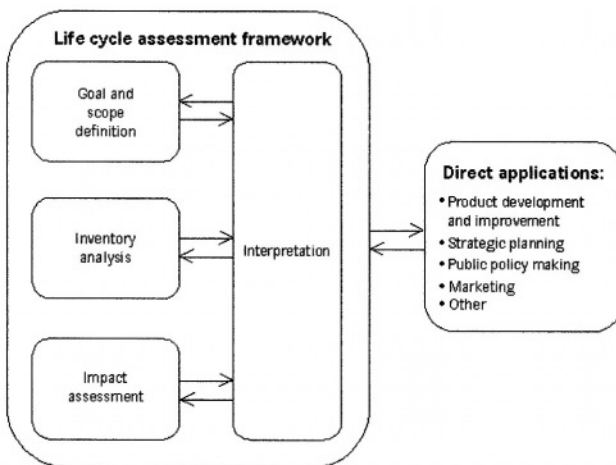 Life cycle assessment framework
Goal and
scope
definition
Inventory
analysis
Impact
assessment
Interpretation
Direct applications:
• Product development
and improvement
• Strategic planning
• Public policy making
• Marketing
• Other